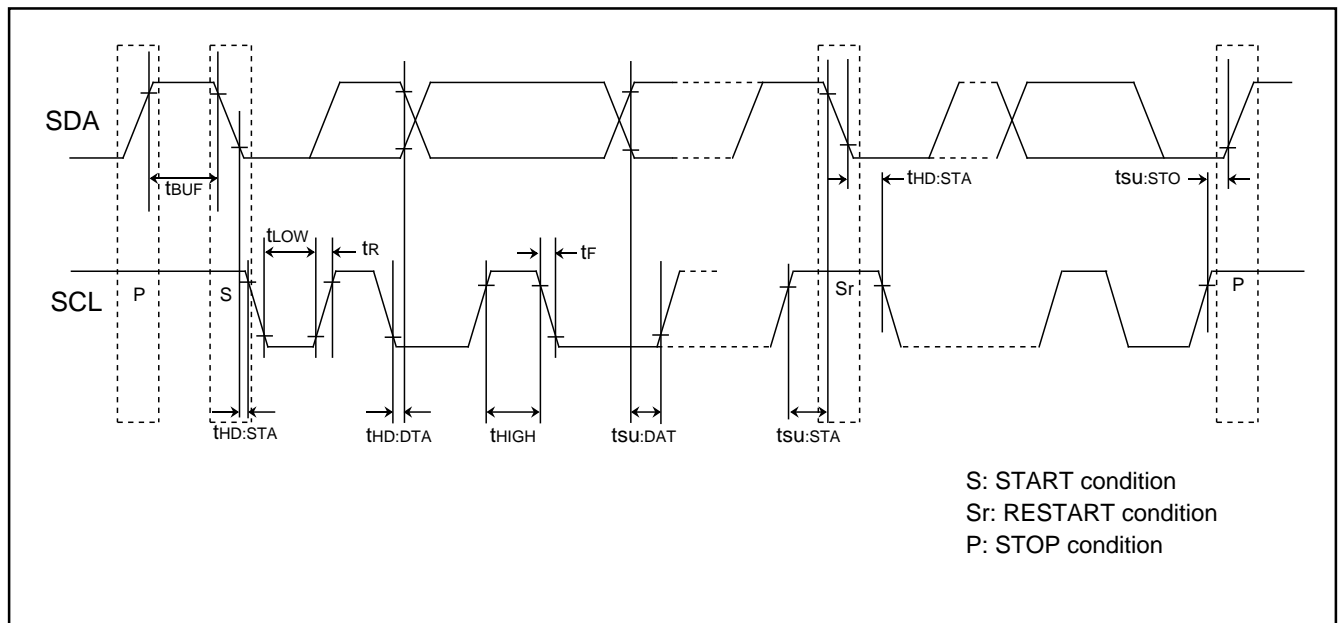 SDA
tBUF
tHD:STA
tsu:STO
tLOW
tR
tF
SCL
P
S
Sr
P
tHD:STA
tHD:DTA
tHIGH
tsu:DAT
tsu:STA
S: START condition
Sr: RESTART condition
P: STOP condition